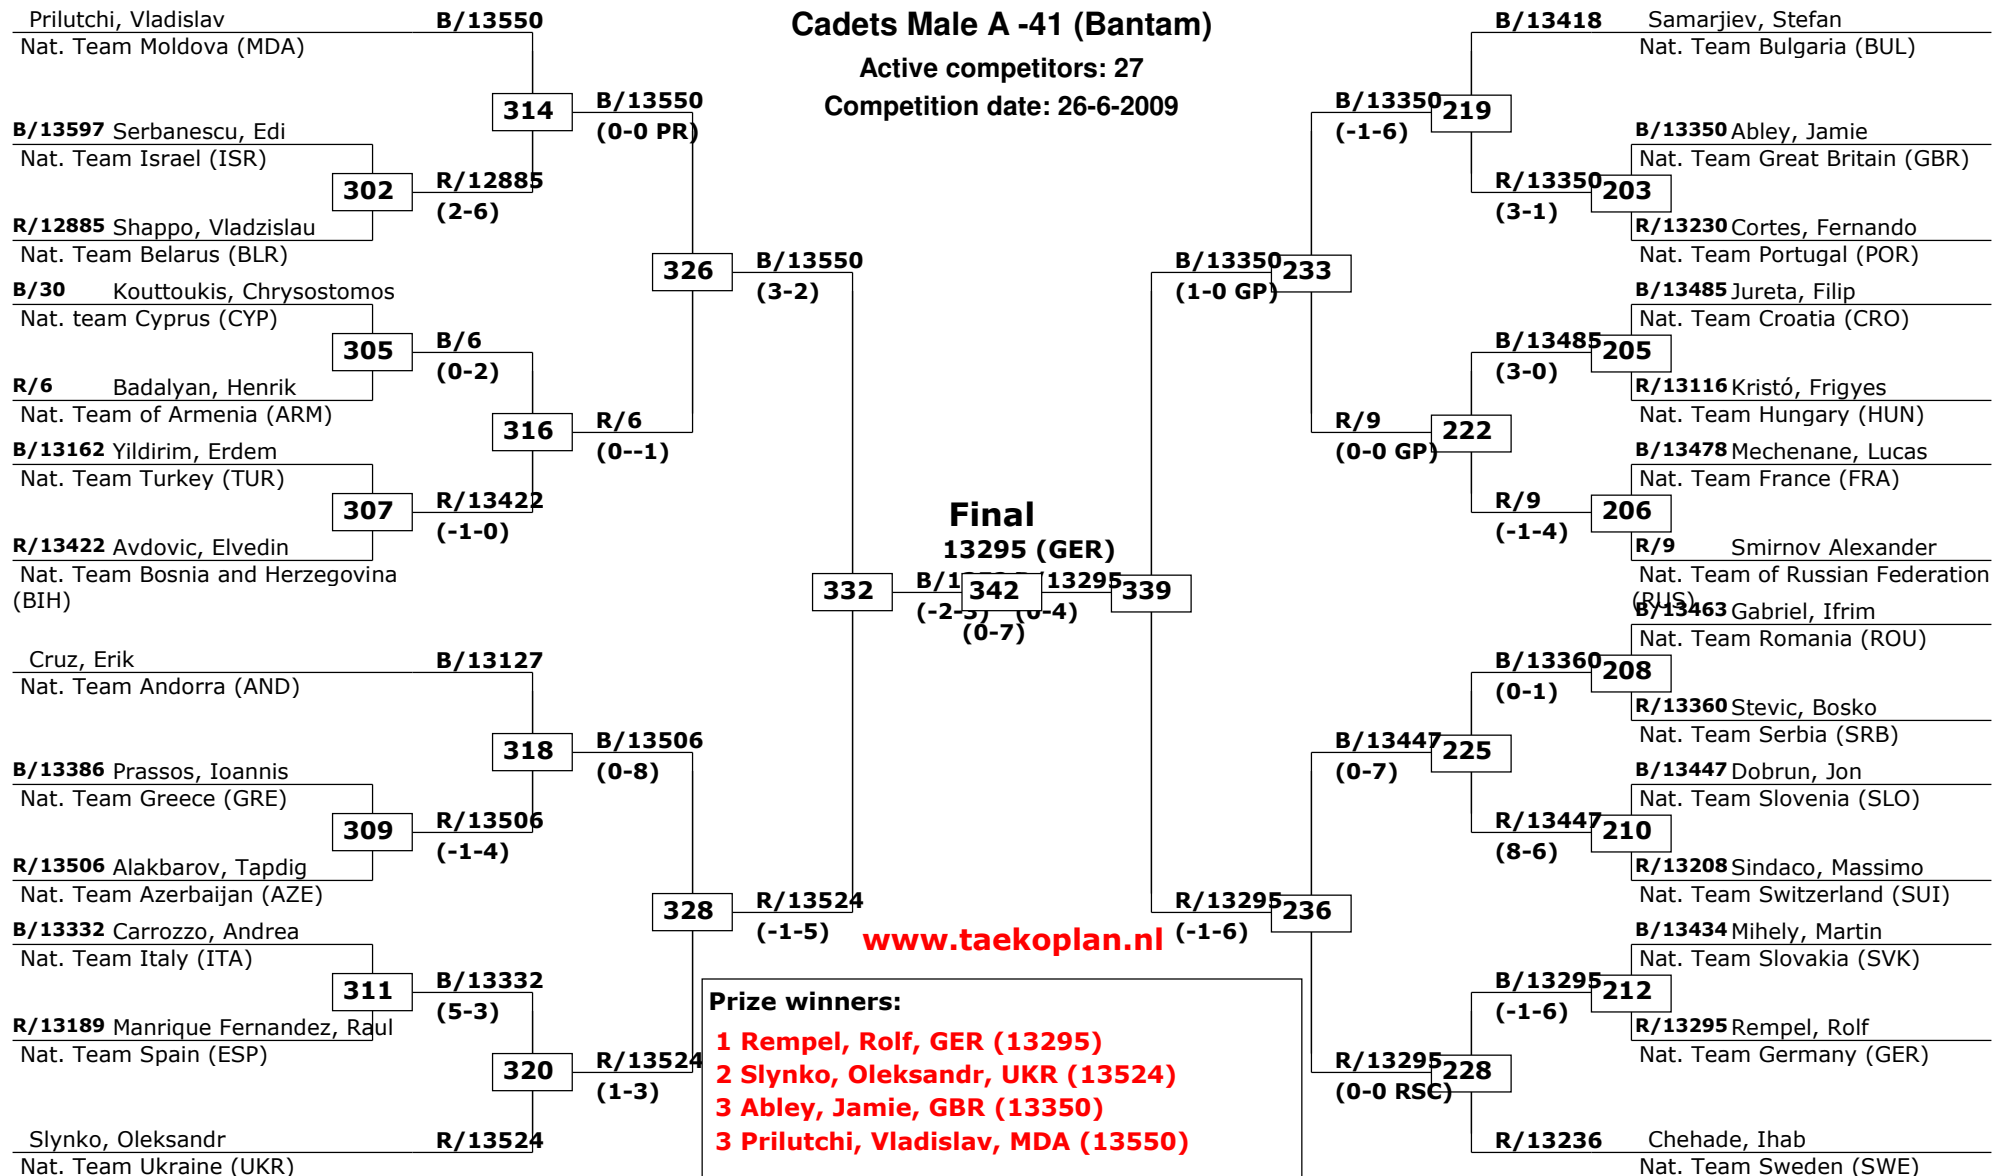 Cadets Male A -41 (Bantam)
Active competitors: 27
Competition date: 26-6-2009
Prilutchi, Vladislav
Nat. Team Moldova (MDA)
B/13550
B/13597 Serbanescu, Edi
Nat. Team Israel (ISR)
302
R/12885
(2-6)
R/12885 Shappo, Vladzislau
Nat. Team Belarus (BLR)
314
B/13550
(0-0 PR)
B/30 Kouttoukis, Chrysostomos
Nat. team Cyprus (CYP)
305
B/6
(0-2)
R/6 Badalyan, Henrik
Nat. Team of Armenia (ARM)
316
R/6
(0--1)
B/13162 Yildirim, Erdem
Nat. Team Turkey (TUR)
307
R/13422
(-1-0)
R/13422 Avdovic, Elvedin
Nat. Team Bosnia and Herzegovina
(BIH)
326
B/13550
(3-2)
Cruz, Erik
Nat. Team Andorra (AND)
B/13127
318
B/13506
(0-8)
B/13386 Prassos, Ioannis
Nat. Team Greece (GRE)
309
R/13506
(-1-4)
R/13506 Alakbarov, Tapdig
Nat. Team Azerbaijan (AZE)
B/13332 Carrozzo, Andrea
Nat. Team Italy (ITA)
311
B/13332
(5-3)
R/13189 Manrique Fernandez, Raul
Nat. Team Spain (ESP)
320
R/13524
(1-3)
Slynko, Oleksandr
Nat. Team Ukraine (UKR)
R/13524
328
R/13524
(-1-5)
332
Final
13295 (GER)
342
(0-7)
R/13295
(0-4)
339
B/13350
(1-0 GP)
233
B/13350
(-1-6)
219
B/13418 Samarjiev, Stefan
Nat. Team Bulgaria (BUL)
R/13350
(3-1)
203
B/13350 Abley, Jamie
Nat. Team Great Britain (GBR)
R/13230 Cortes, Fernando
Nat. Team Portugal (POR)
R/9
(0-0 GP)
222
B/13485
(3-0)
205
B/13485 Jureta, Filip
Nat. Team Croatia (CRO)
R/13116 Kristó, Frigyes
Nat. Team Hungary (HUN)
R/9
(-1-4)
206
B/13478 Mechenane, Lucas
Nat. Team France (FRA)
R/9 Smirnov Alexander
Nat. Team of Russian Federation
(RUS)
R/13295
(-1-6)
236
B/13447
(0-7)
225
B/13360
(0-1)
208
B/13463 Gabriel, Ifrim
Nat. Team Romania (ROU)
R/13360 Stevic, Bosko
Nat. Team Serbia (SRB)
R/13447
(8-6)
210
B/13447 Dobrun, Jon
Nat. Team Slovenia (SLO)
R/13208 Sindaco, Massimo
Nat. Team Switzerland (SUI)
R/13295
(0-0 RSC)
228
B/13295
(-1-6)
212
B/13434 Mihely, Martin
Nat. Team Slovakia (SVK)
R/13295 Rempel, Rolf
Nat. Team Germany (GER)
R/13236 Chehade, Ihab
Nat. Team Sweden (SWE)
www.taekoplan.nl
Prize winners:
1 Rempel, Rolf, GER (13295)
2 Slynko, Oleksandr, UKR (13524)
3 Abley, Jamie, GBR (13350)
3 Prilutchi, Vladislav, MDA (13550)